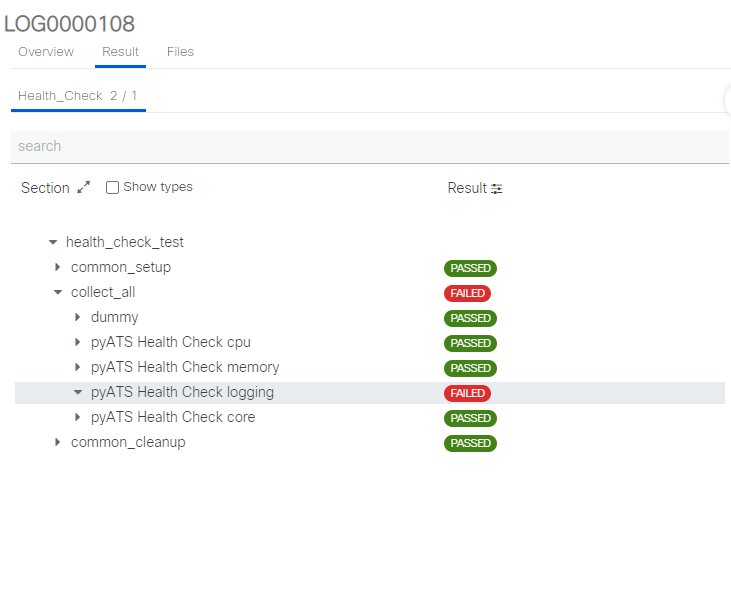 LOG0000108
Overview Result Files
Health_Check 2 / 1
search
Section Show types Result
health_check_test
common_setup PASSED
collect_all FAILED
dummy PASSED
pyATS Health Check cpu PASSED
pyATS Health Check memory PASSED
pyATS Health Check logging FAILED
pyATS Health Check core PASSED
common_cleanup PASSED